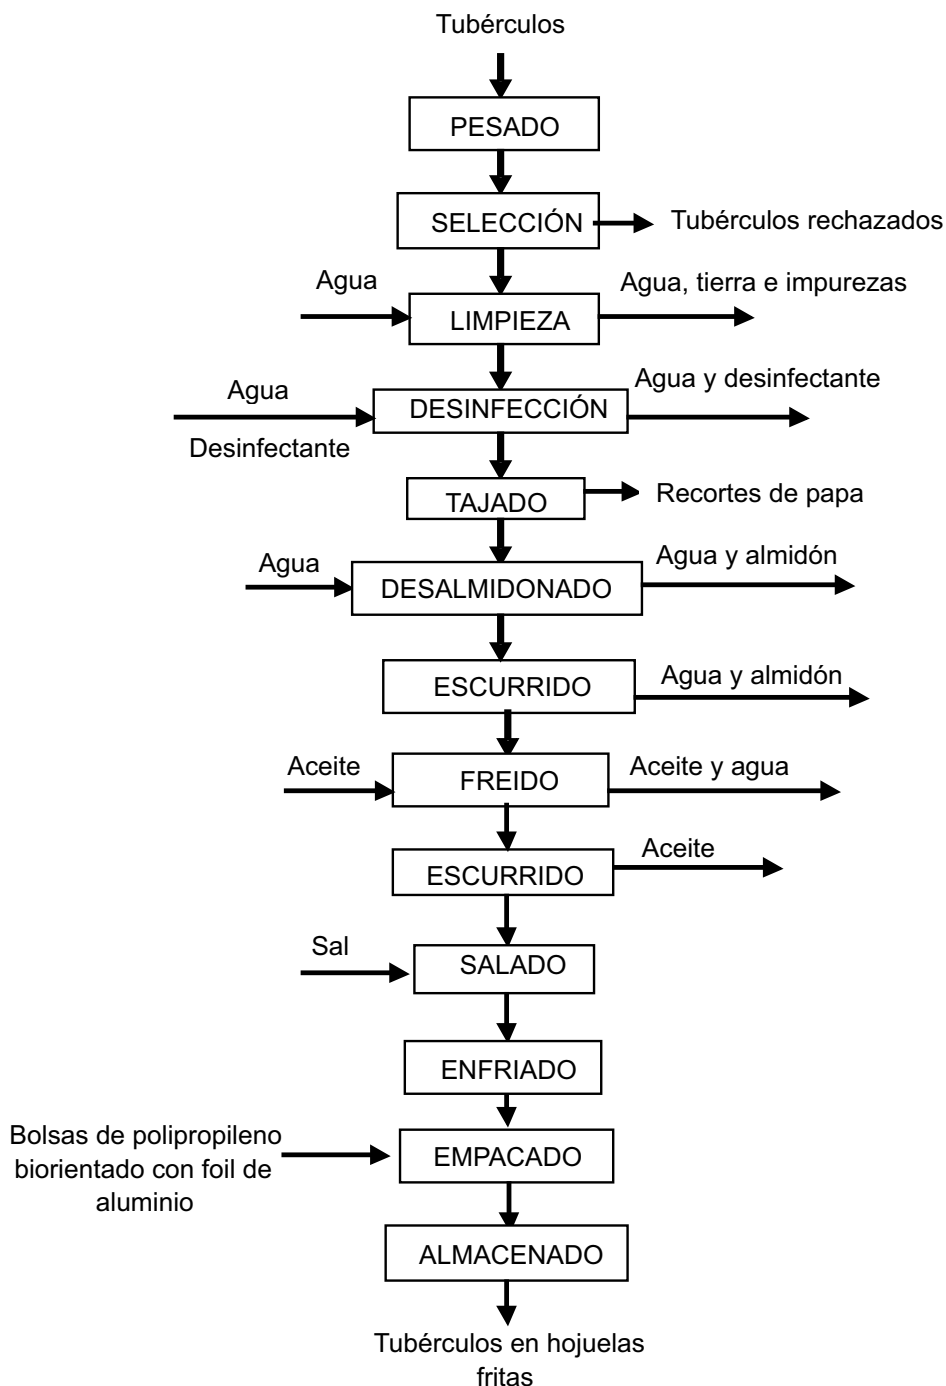 Tubérculos
PESADO
SELECCIÓN
Tubérculos rechazados
Agua
LIMPIEZA
Agua, tierra e impurezas
Agua
Desinfectante
DESINFECCIÓN
Agua y desinfectante
TAJADO
Recortes de papa
Agua
DESALMIDONADO
Agua y almidón
ESCURRIDO
Agua y almidón
Aceite
FREIDO
Aceite y agua
ESCURRIDO
Aceite
Sal
SALADO
ENFRIADO
Bolsas de polipropileno
biorientado con foil de
aluminio
EMPACADO
ALMACENADO
Tubérculos en hojuelas
fritas